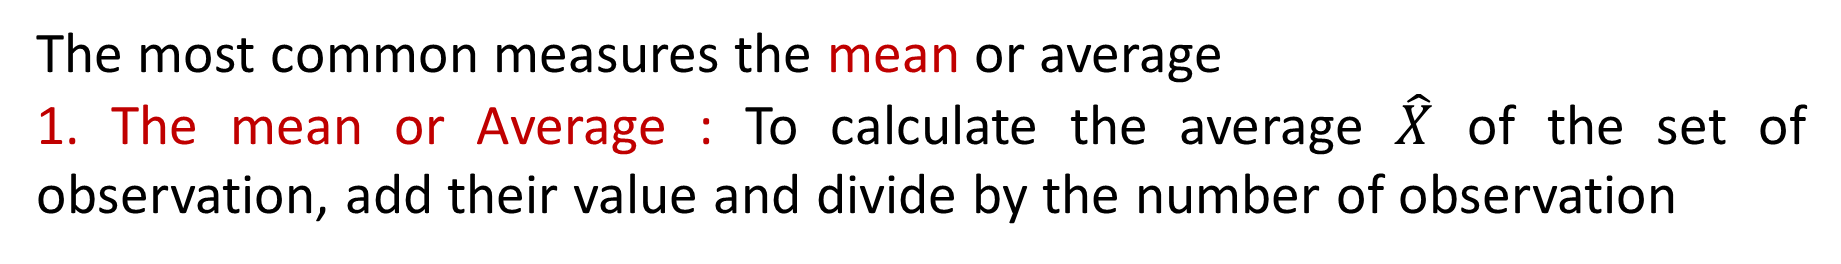 The most common measures the mean or average
1. The mean or Average : To calculate the average X̂ of the set of
observation, add their value and divide by the number of observation